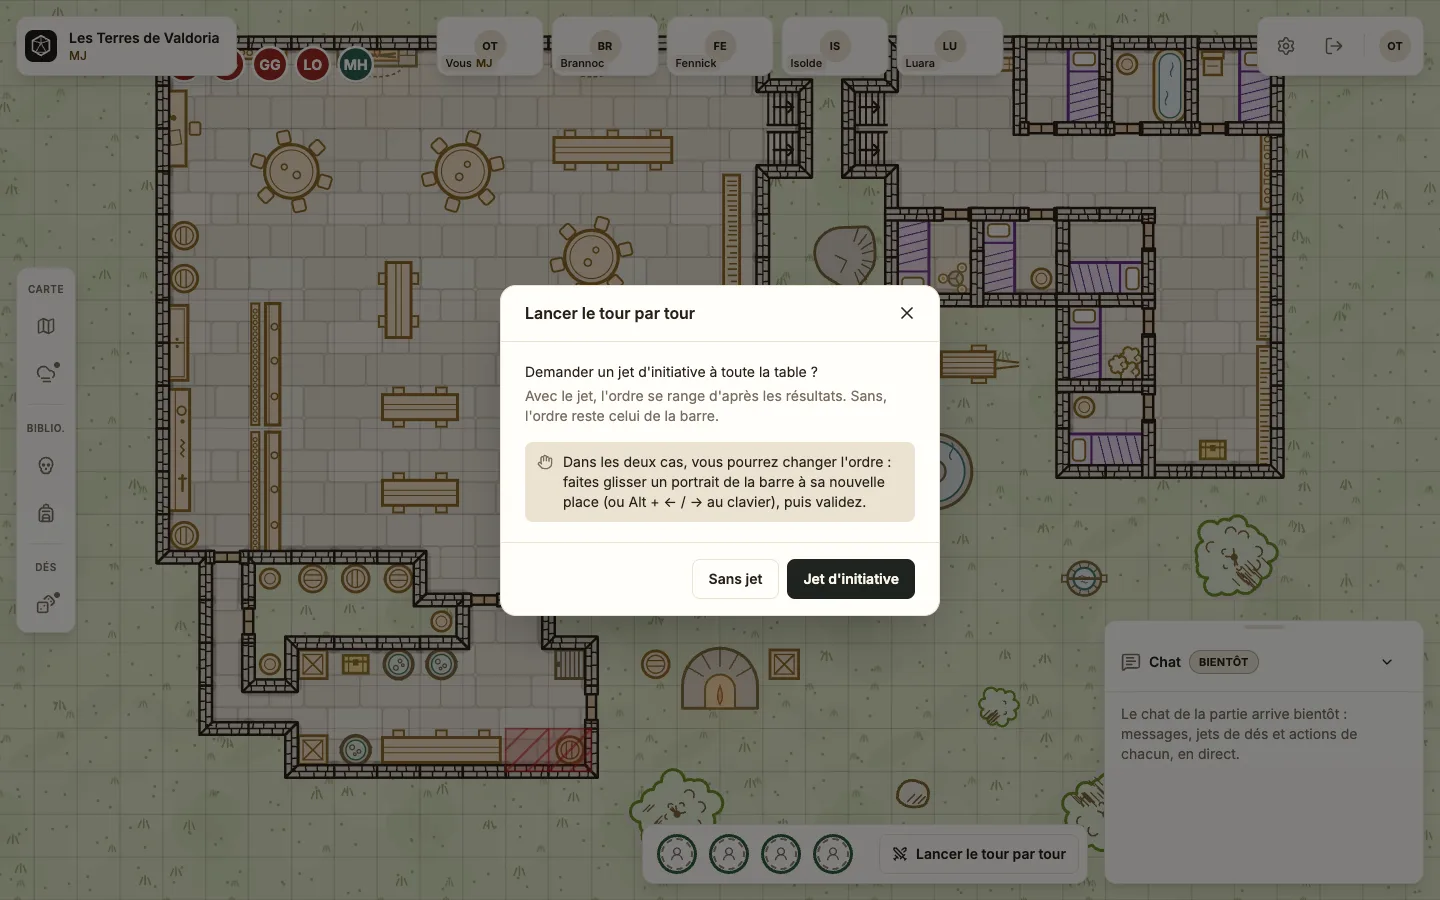 Les Terres de Valdoria
MJ
GG
LO
MH
OT
Vous MJ
BR
Brannoc
FE
Fennick
IS
Isolde
LU
Luara
OT
CARTE
BIBLIO.
DÉS
Lancer le tour par tour
Demander un jet d'initiative à toute la table ?
Avec le jet, l'ordre se range d'après les résultats. Sans,
l'ordre reste celui de la barre.
Dans les deux cas, vous pourrez changer l'ordre :
faites glisser un portrait de la barre à sa nouvelle
place (ou Alt + ← / → au clavier), puis validez.
Sans jet
Jet d'initiative
Chat BIENTÔT
Le chat de la partie arrive bientôt :
messages, jets de dés et actions de
chacun, en direct.
Lancer le tour par tour